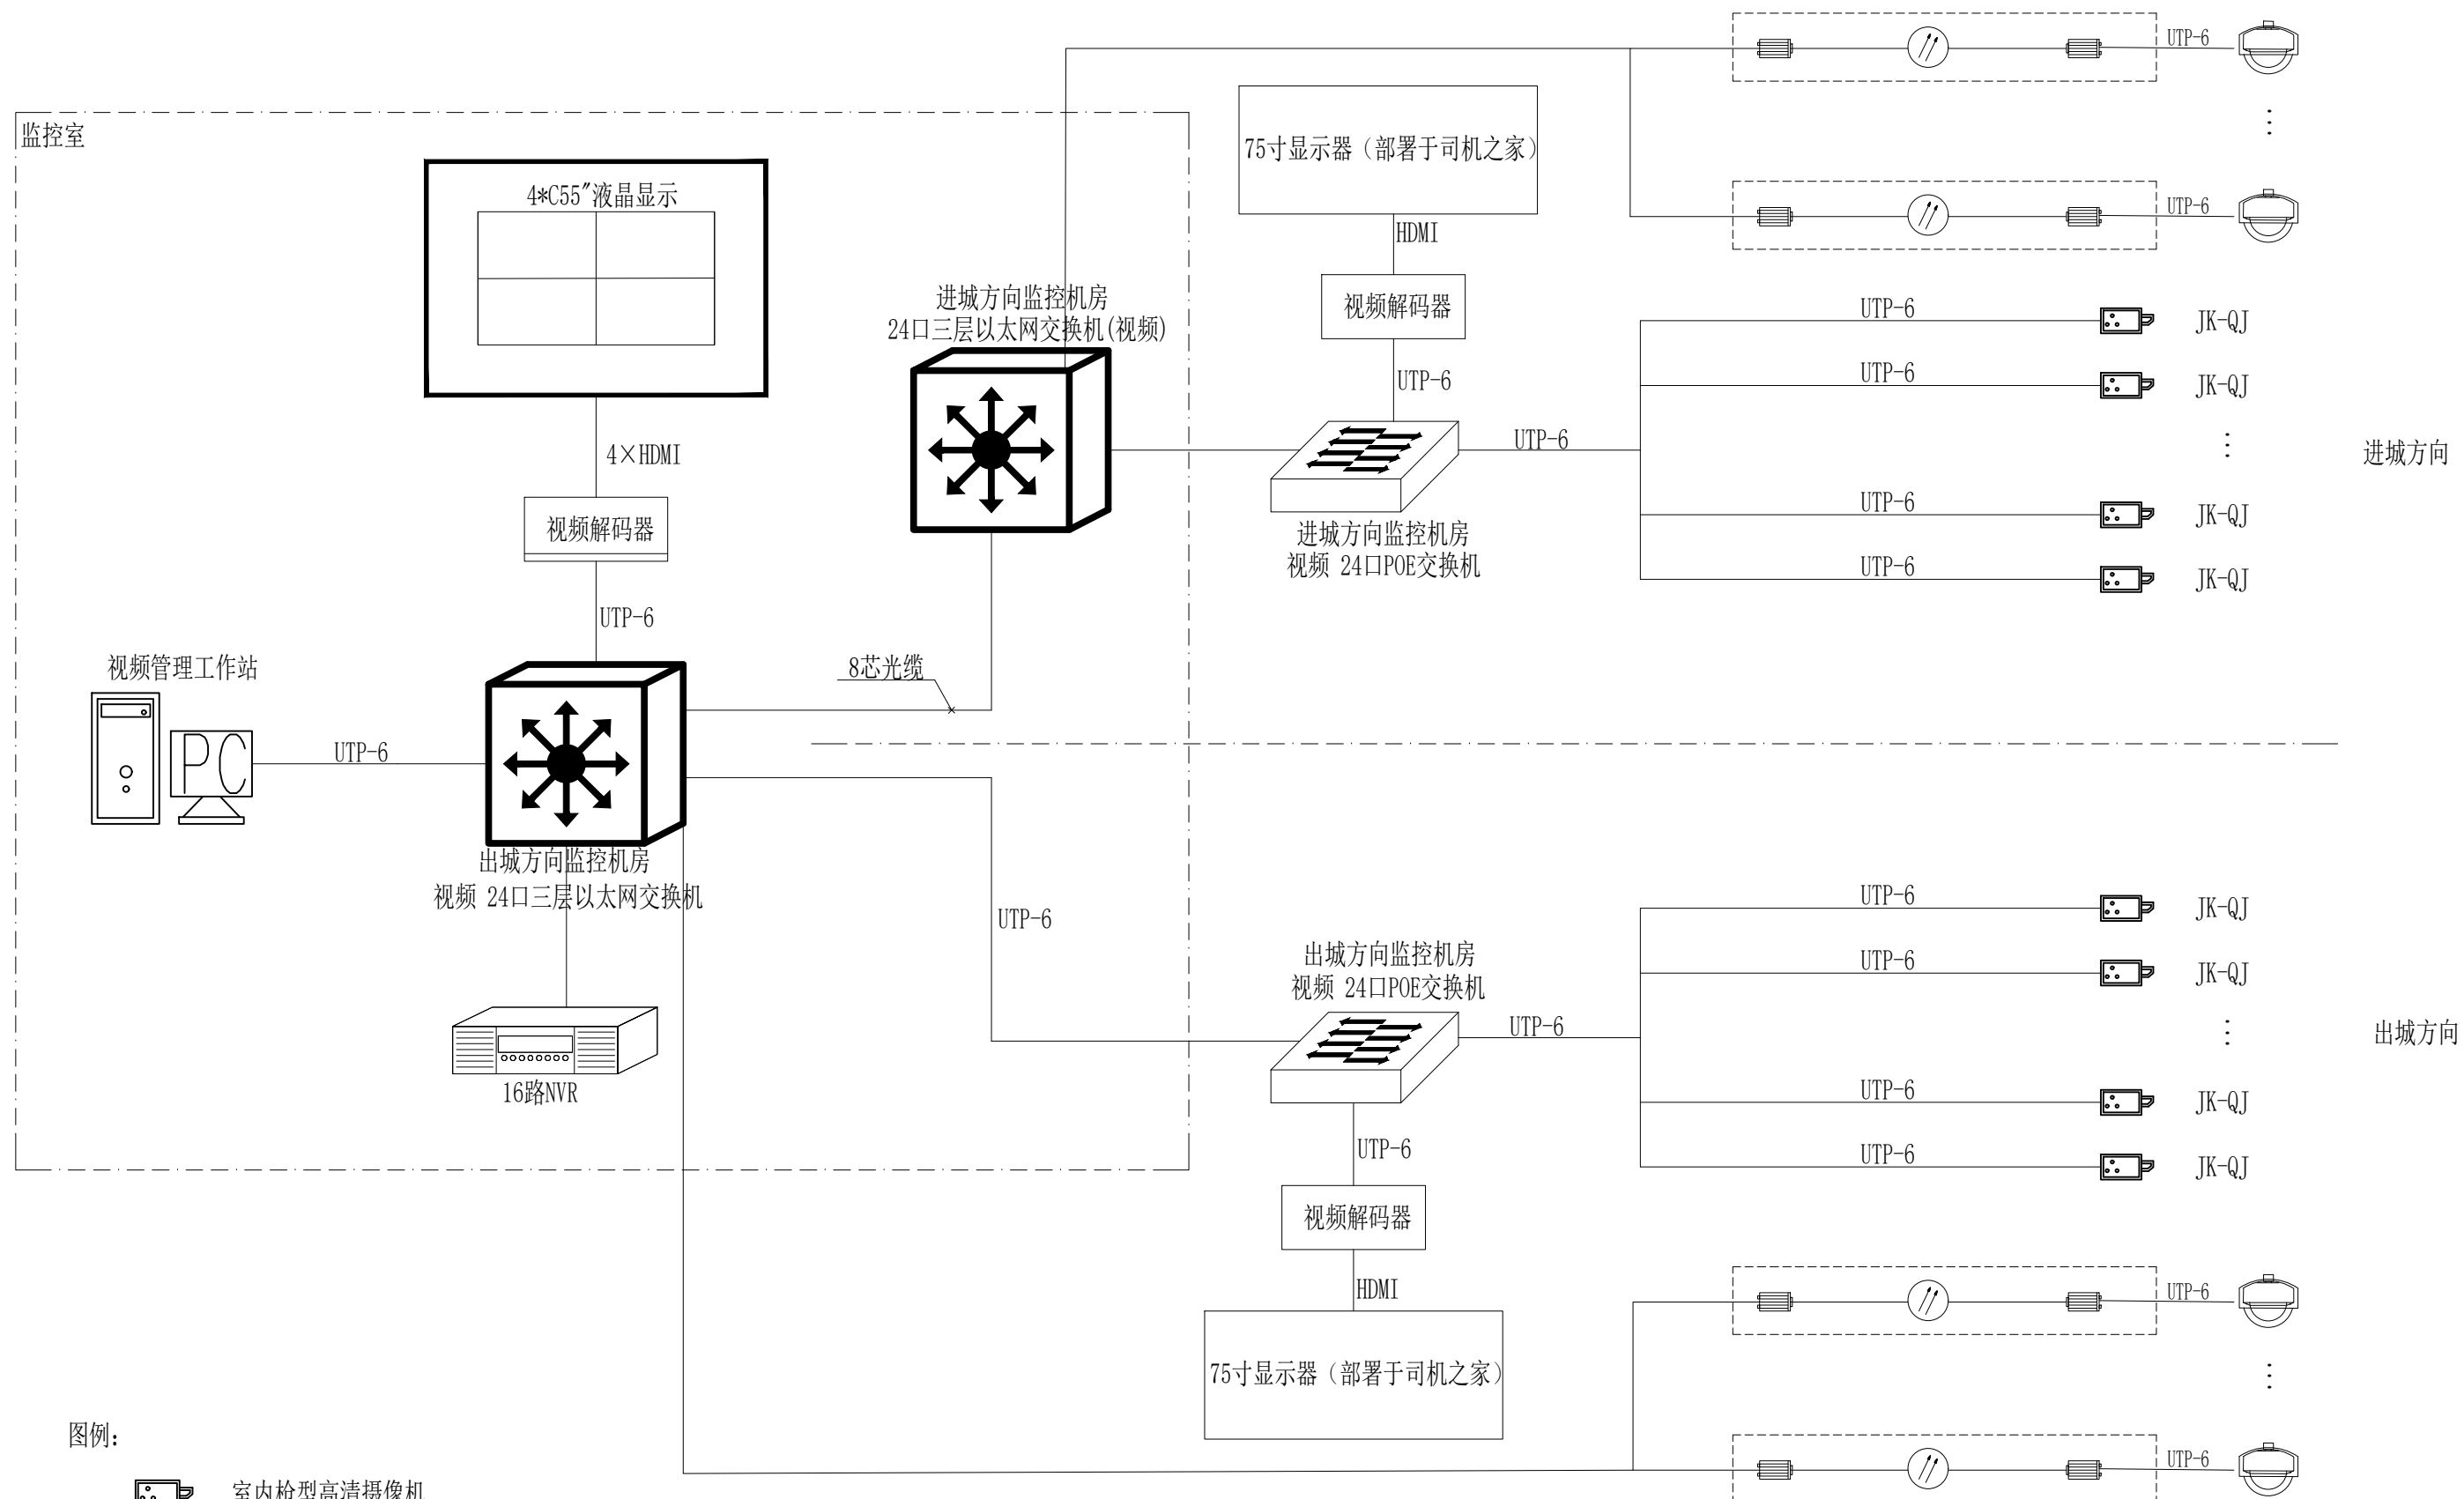 UTP-6
监控室
75寸显示器（部署于司机之家）
4*C55"液晶显示
UTP-6
HDMI
进城方向监控机房
24口三层以太网交换机(视频)
视频解码器
UTP-6
JK-QJ
UTP-6
UTP-6
JK-QJ
4×HDMI
UTP-6
进城方向
视频解码器
UTP-6
JK-QJ
进城方向监控机房
视频 24口POE交换机
UTP-6
JK-QJ
UTP-6
视频管理工作站
8芯光缆
UTP-6
出城方向监控机房
视频 24口三层以太网交换机
UTP-6
JK-QJ
UTP-6
出城方向监控机房
视频 24口POE交换机
UTP-6
JK-QJ
UTP-6
出城方向
16路NVR
UTP-6
JK-QJ
UTP-6
UTP-6
JK-QJ
视频解码器
HDMI
UTP-6
75寸显示器（部署于司机之家）
图例：
UTP-6
室内枪型高清摄像机